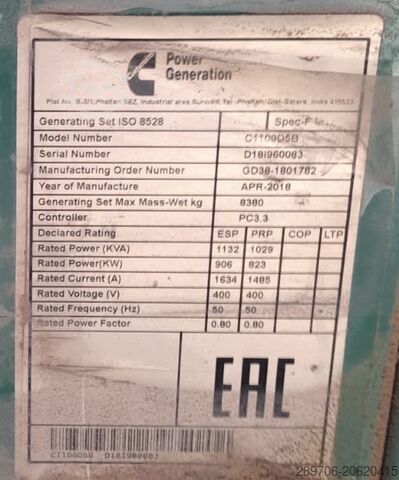 Power
Generation
Plot No. B-3/1, Phaltan SEZ, Industrial area, Surwadi, Tal. Phaltan, Dist-Satara, India 415523
Generating Set ISO 8528 Spec-F
Model Number C1100D5B
Serial Number D18I960083
Manufacturing Order Number GD38-1801782
Year of Manufacture APR-2018
Generating Set Max Mass-Wet kg 8380
Controller PC3.3
Declared Rating ESP PRP COP LTP
Rated Power (KVA) 1132 1029
Rated Power(KW) 906 823
Rated Current (A) 1634 1485
Rated Voltage (V) 400 400
Rated Frequency (Hz) 50 50
Rated Power Factor 0.80 0.80
EAC
289706-20620415